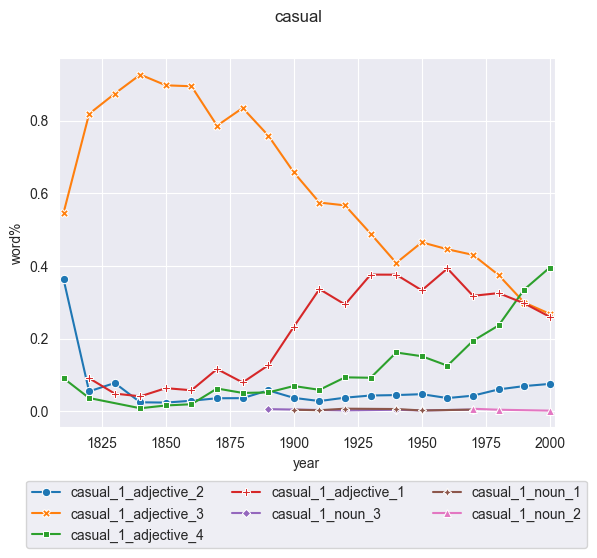 casual
0.8
0.6
0.4
0.2
0.0
word%
1825 1850 1875 1900 1925 1950 1975 2000
year
casual_1_adjective_2 casual_1_adjective_1 casual_1_noun_1
casual_1_adjective_3 casual_1_noun_3 casual_1_noun_2
casual_1_adjective_4